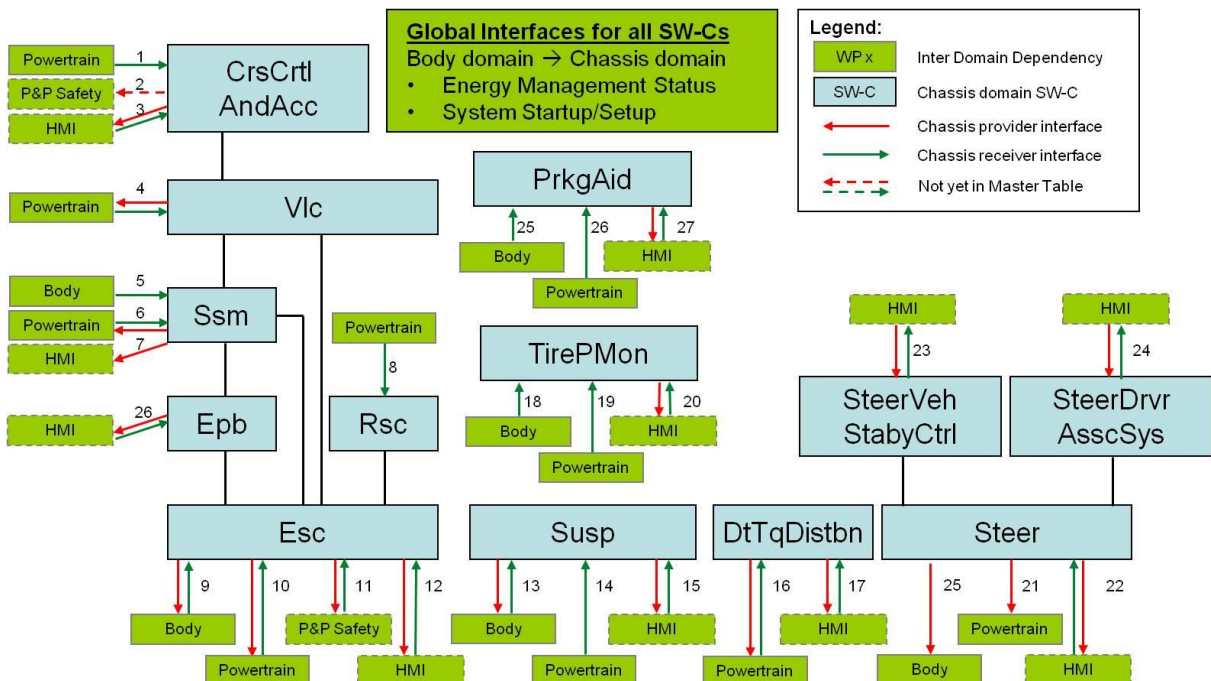 Global Interfaces for all SW-Cs
Body domain → Chassis domain
• Energy Management Status
• System Startup/Setup
Legend:
WP x
Inter Domain Dependency
SW-C
Chassis domain SW-C
Chassis provider interface
Chassis receiver interface
Not yet in Master Table
Powertrain
1
P&P Safety
2
HMI
3
CrsCrtl
AndAcc
Powertrain
4
Vlc
Body
5
Powertrain
6
HMI
7
Ssm
HMI
26
Epb
Powertrain
8
Rsc
PrkgAid
25
26
27
Body
HMI
Powertrain
TirePMon
18
19
20
Body
HMI
Powertrain
HMI
23
SteerVeh
StabyCtrl
HMI
24
SteerDrvr
AsscSys
Esc
9
10
11
12
Body
P&P Safety
Powertrain
HMI
Susp
13
14
15
Body
HMI
Powertrain
DtTqDistbn
16
17
HMI
Powertrain
Steer
25
21
22
Powertrain
Body
HMI